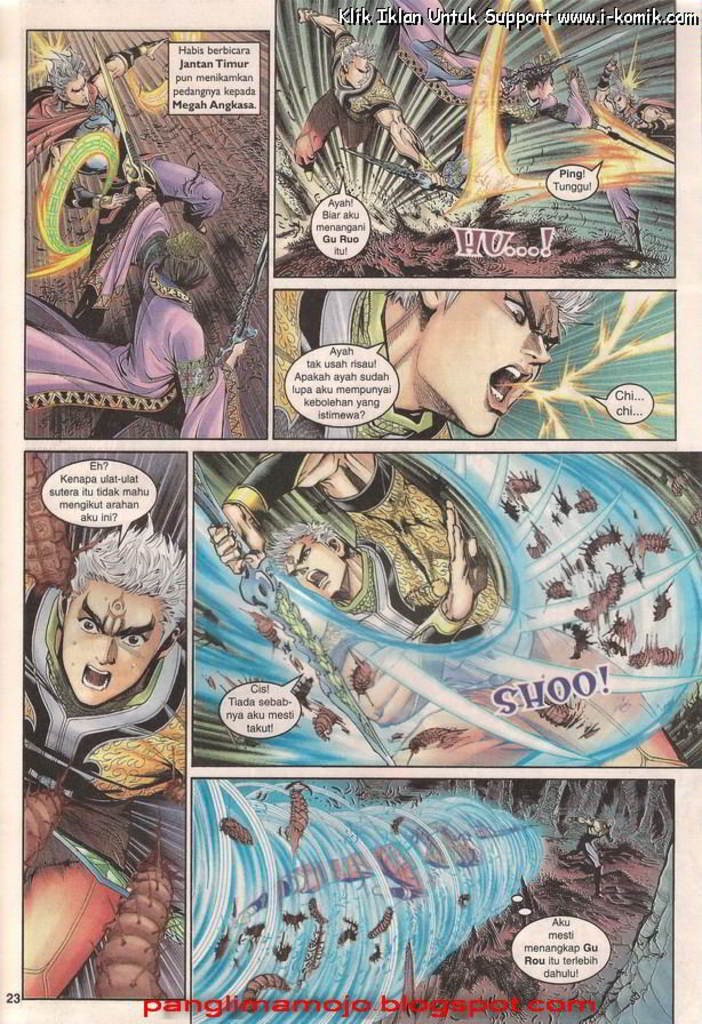 Klik Iklan Untuk Support www.i-komik.com
Habis berbicara
Jantan Timur
pun menikamkan
pedangnya kepada
Megah Angkasa.
Ayah!
Biar aku
menangani
Gu Ruo
itu!
Ping!
Tunggu!
HU....!
Ayah
tak usah risau!
Apakah ayah sudah
lupa aku mempunyai
kebolehan yang
istimewa?
Chi...
chi...
Eh?
Kenapa ulat-ulat
sutera itu tidak mahu
mengikut arahan
aku ini?
Cis!
Tiada sebab-
nya aku mesti
takut!
SHOO!
Aku
mesti
menangkap Gu
Rou itu terlebih
dahulu!
23
panglimamojo.blogspot.com